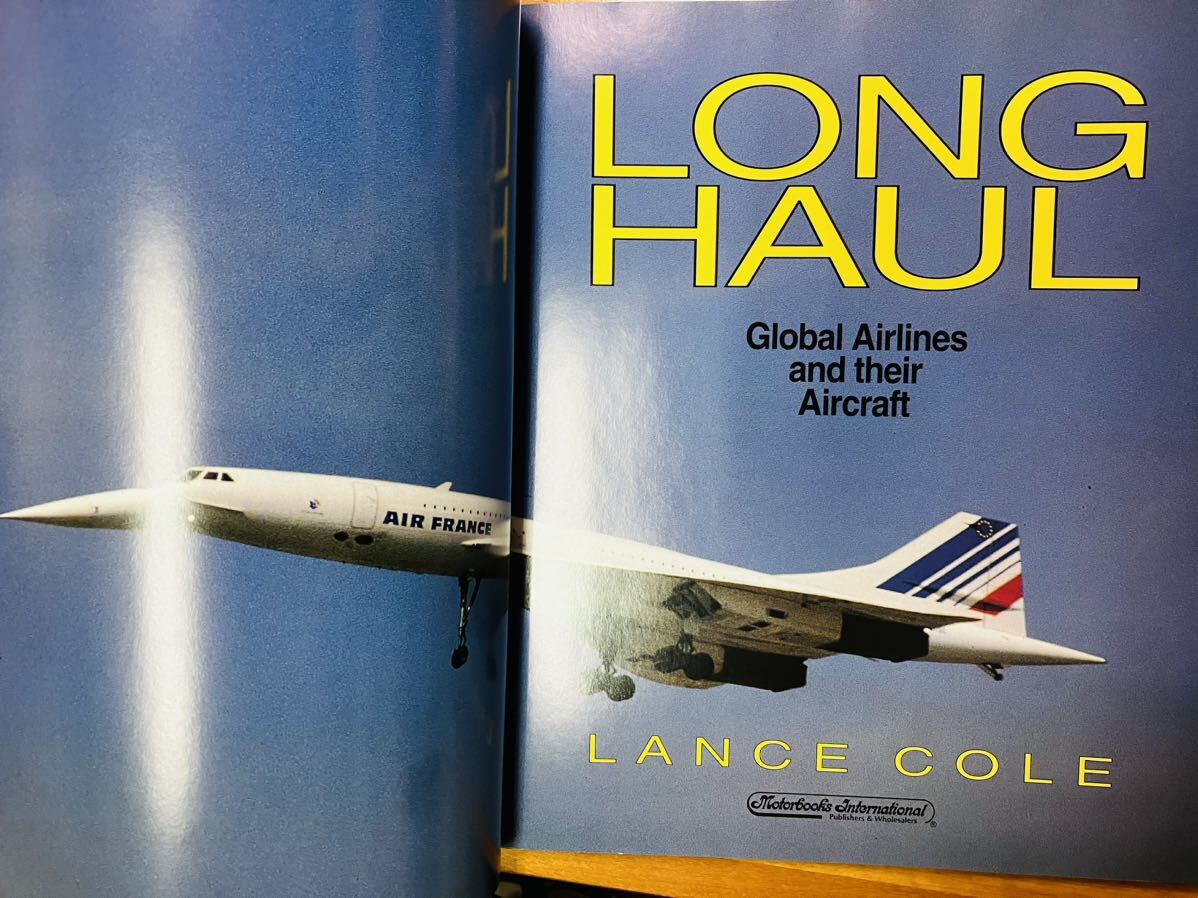 AIR FRANCE
LONG
HAUL
Global Airlines
and their
Aircraft
LANCE COLE
Motorbooks International
Publishers & Wholesalers ®